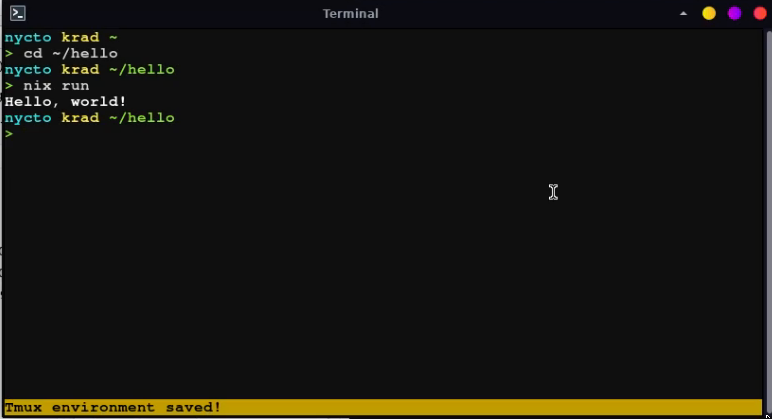 Terminal
nycto krad ~
> cd ~/hello
nycto krad ~/hello
> nix run
Hello, world!
nycto krad ~/hello
>
Tmux environment saved!